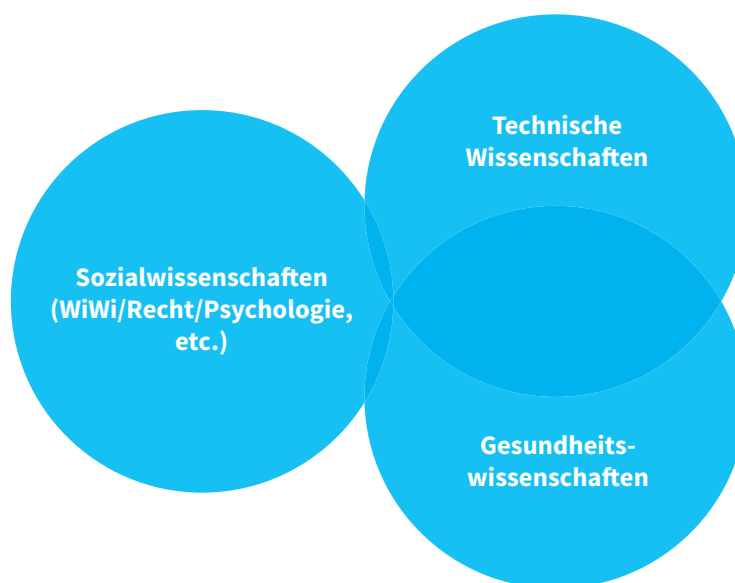 Technische
Wissenschaften
Sozialwissenschaften
(WiWi/Recht/Psychologie,
etc.)
Gesundheits-
wissenschaften